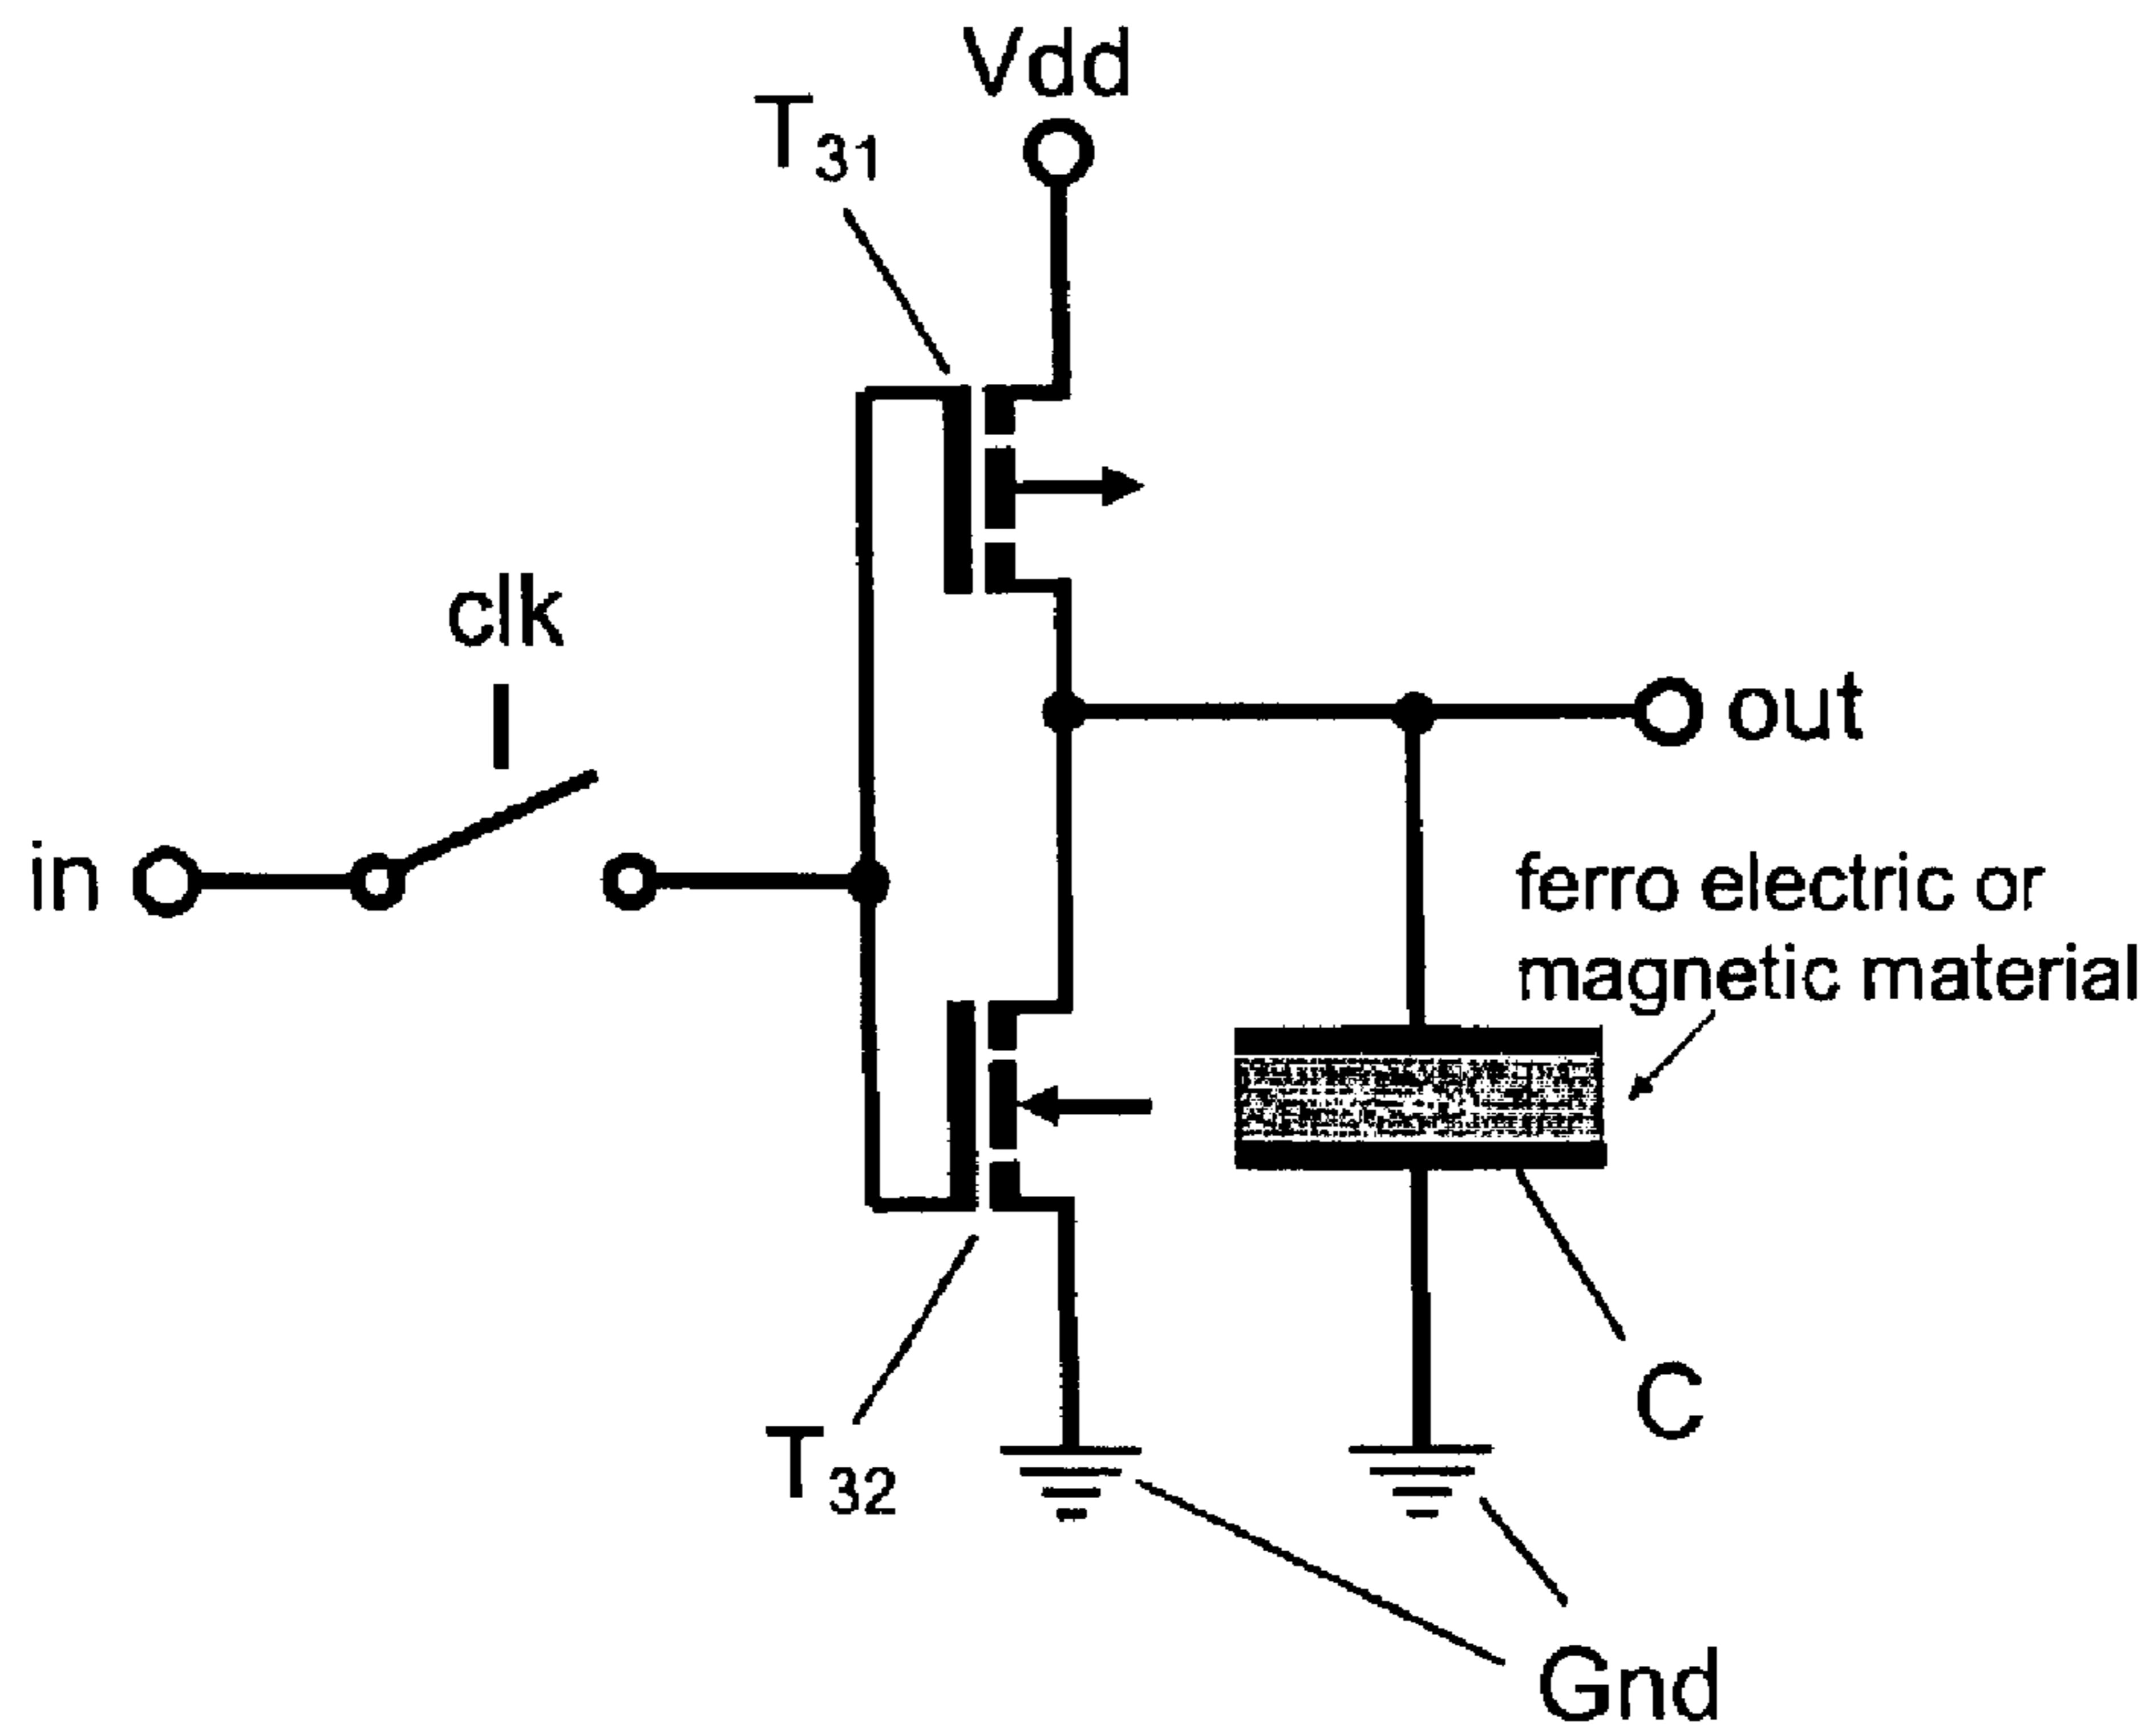 Vdd
T31
clk
out
in
ferro electric or
magnetic material
C
T32
Gnd